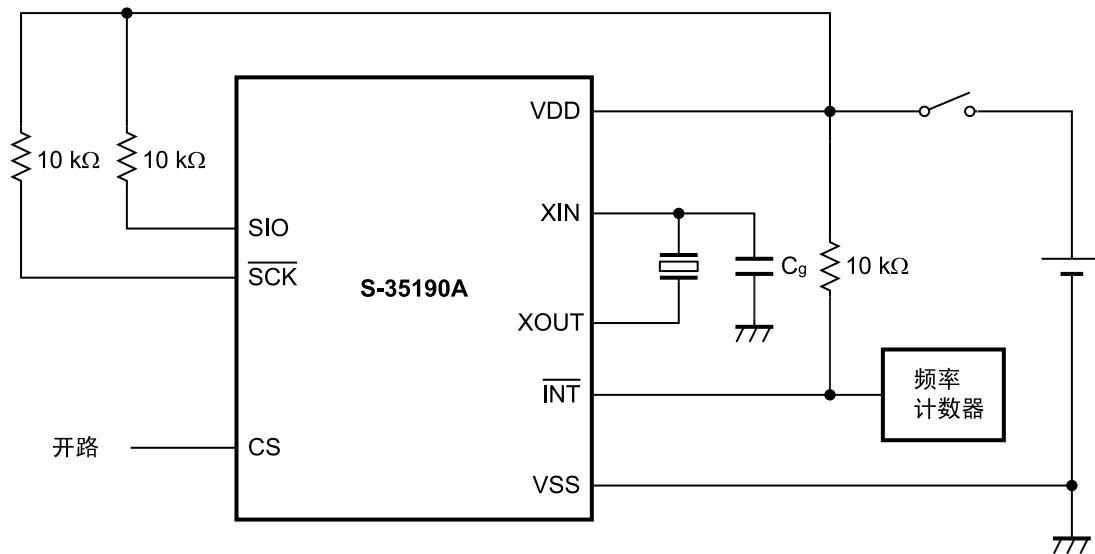 VDD
10 kΩ
10 kΩ
SIO
XIN
SCK
S-35190A
Cg
10 kΩ
XOUT
INT
频率
计数器
开路
CS
VSS